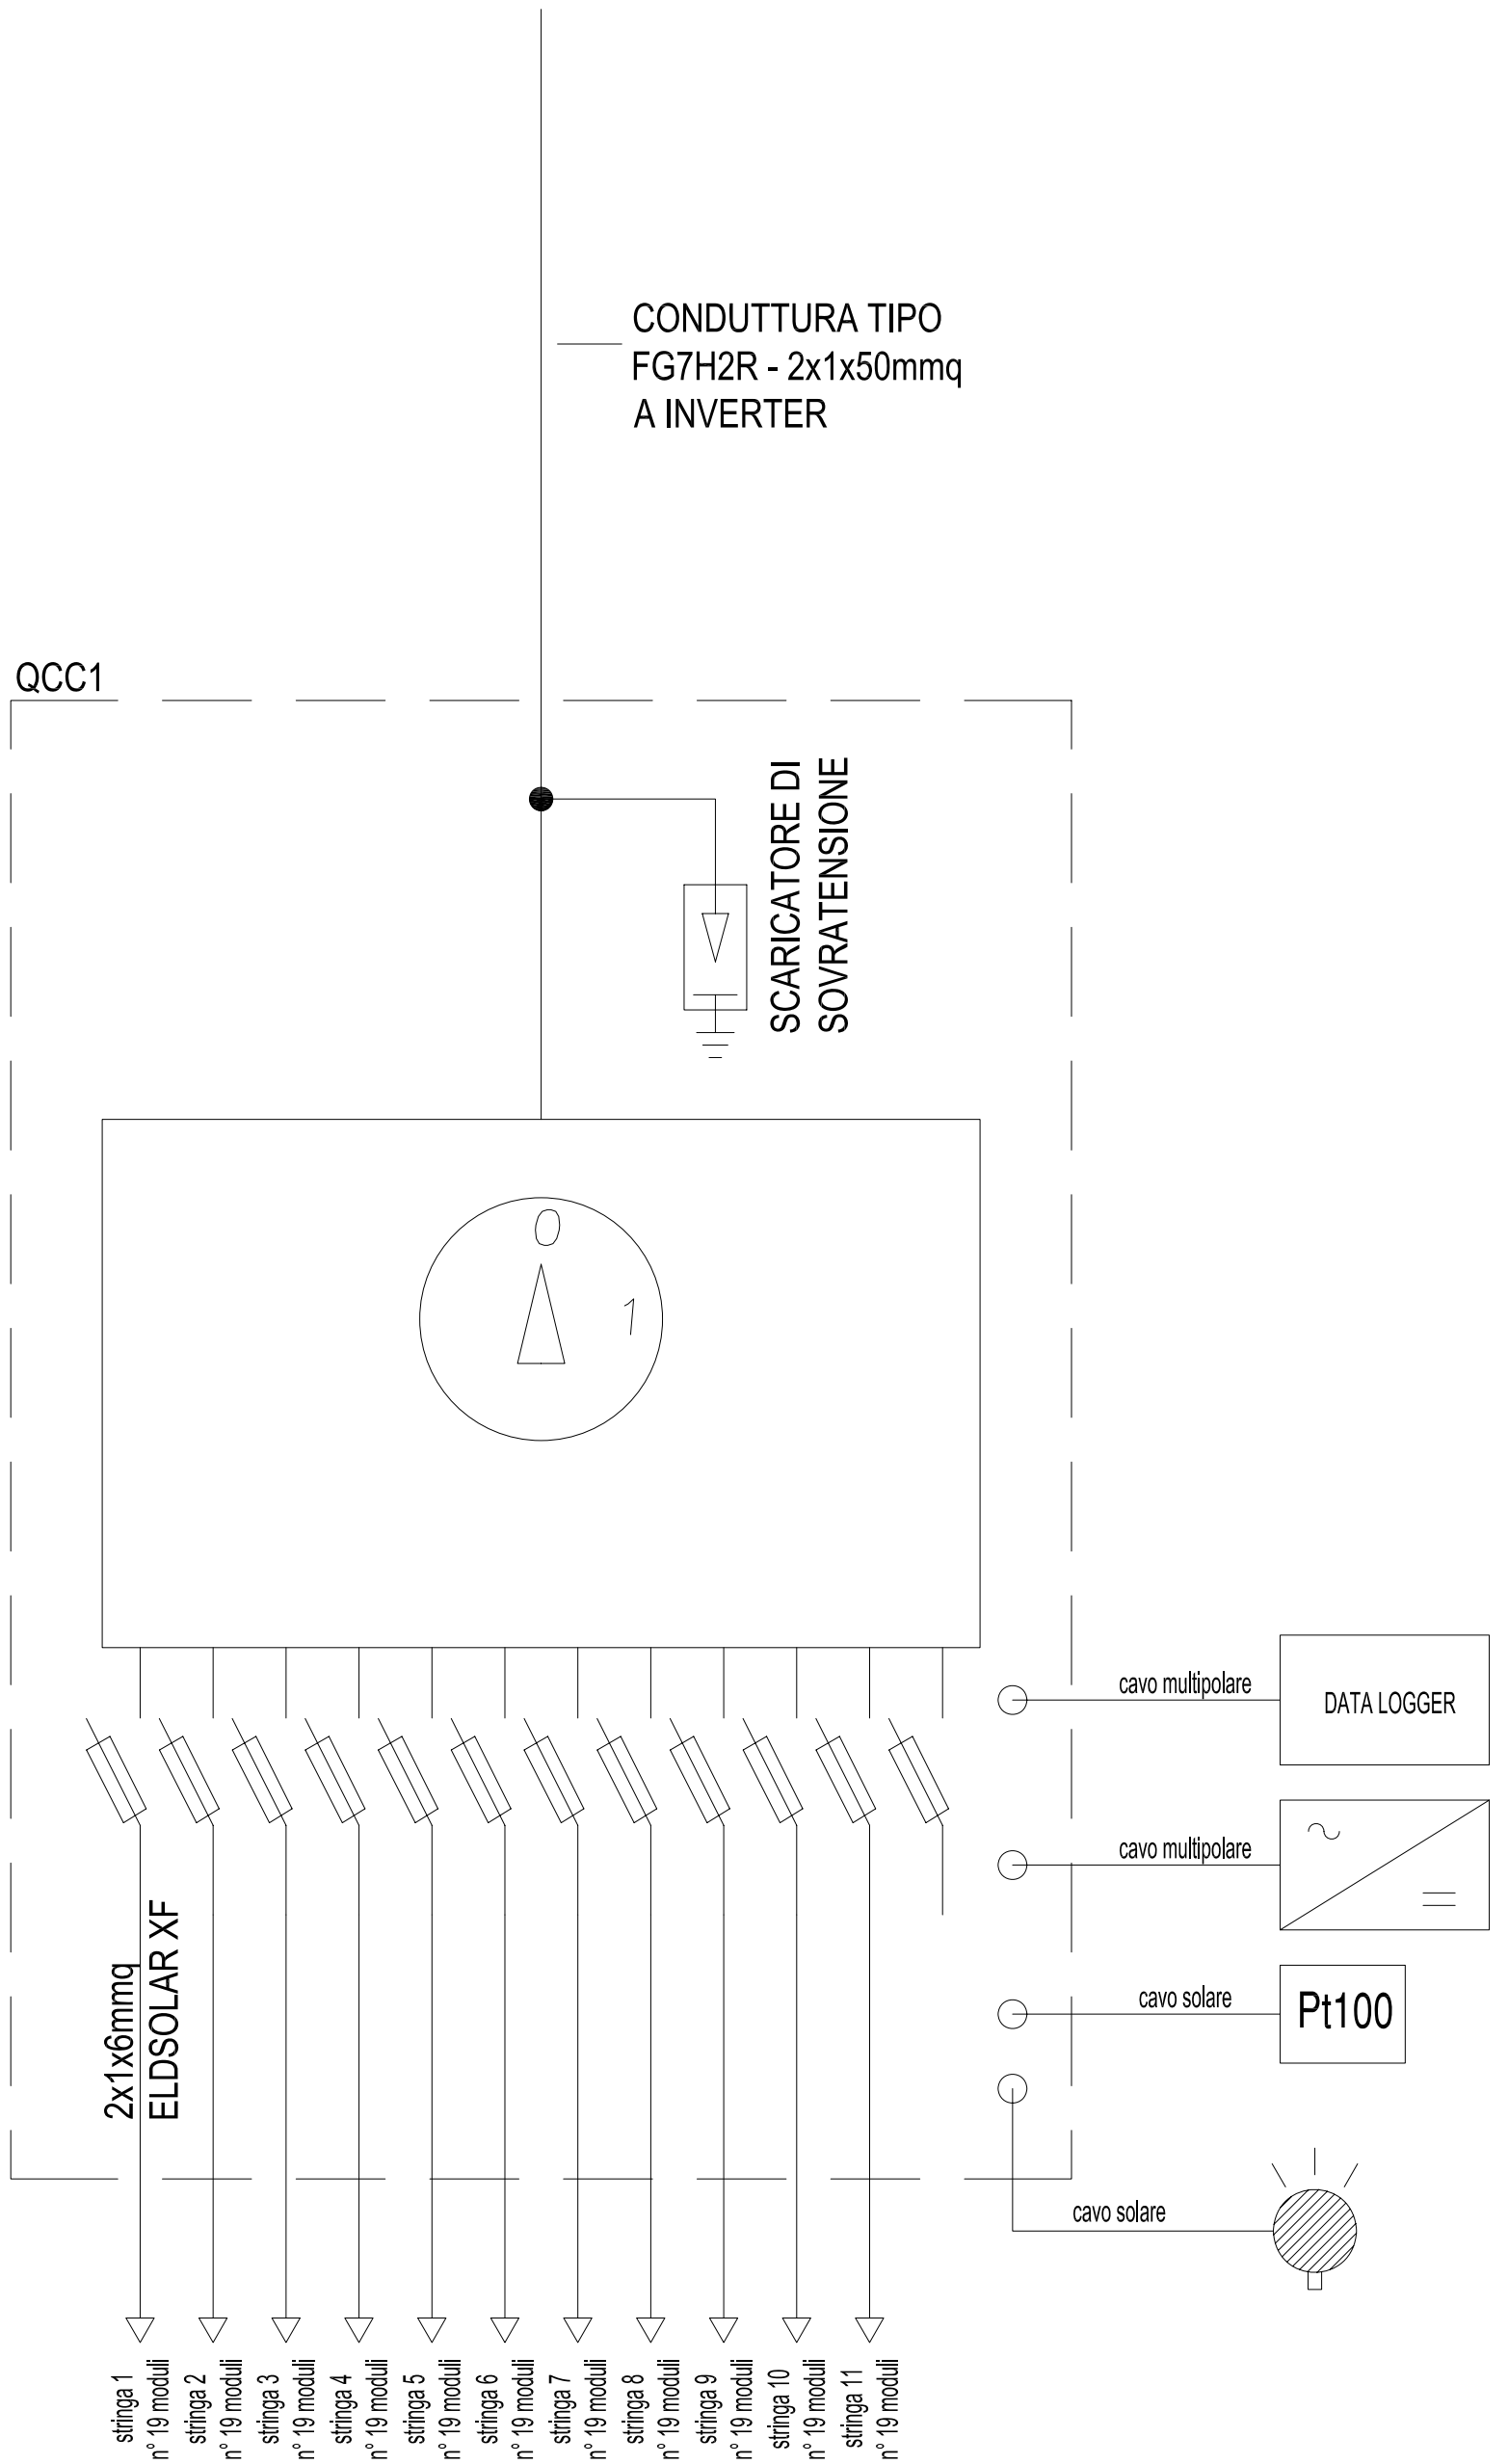 CONDUTTURA TIPO
FG7H2R - 2x1x50mmq
A INVERTER
QCC1
SCARICATORE DI
SOVRATENSIONE
0
1
cavo multipolare
DATA LOGGER
cavo multipolare
cavo solare
Pt100
cavo solare
2x1x6mmq
ELDSOLAR XF
stringa 1
n° 19 moduli
stringa 2
n° 19 moduli
stringa 3
n° 19 moduli
stringa 4
n° 19 moduli
stringa 5
n° 19 moduli
stringa 6
n° 19 moduli
stringa 7
n° 19 moduli
stringa 8
n° 19 moduli
stringa 9
n° 19 moduli
stringa 10
n° 19 moduli
stringa 11
n° 19 moduli